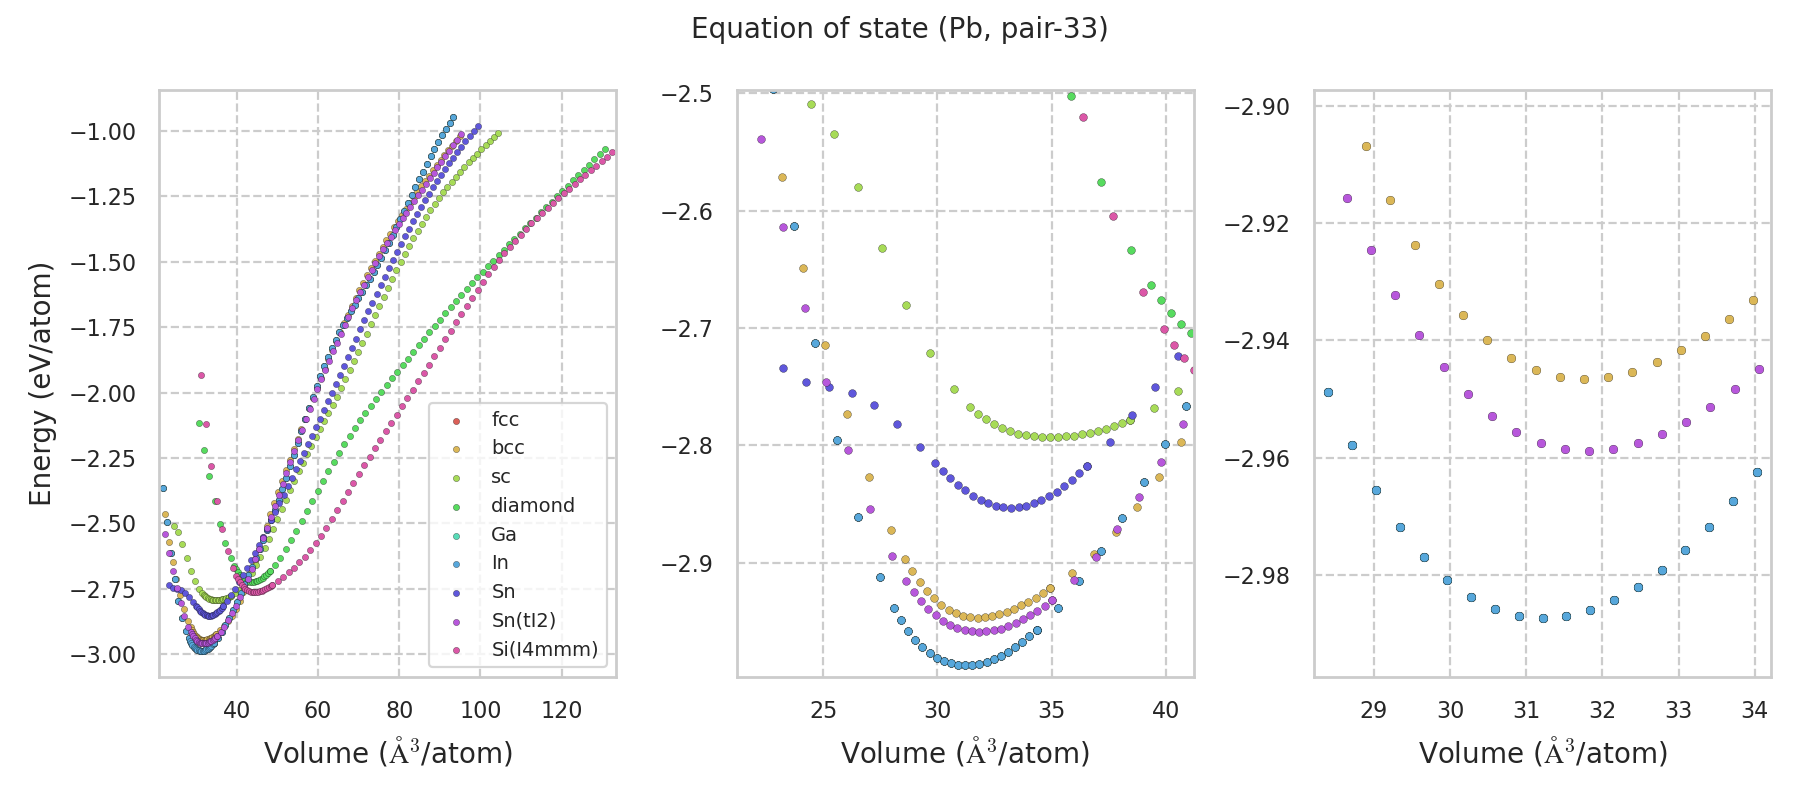 Equation of state (Pb, pair-33)
Energy (eV/atom)
−1.00
−1.25
−1.50
−1.75
−2.00
−2.25
−2.50
−2.75
−3.00
40 60 80 100 120
Volume (Å³/atom)
fcc
bcc
sc
diamond
Ga
In
Sn
Sn(tI2)
Si(I4mmm)
−2.5
−2.6
−2.7
−2.8
−2.9
25 30 35 40
Volume (Å³/atom)
−2.90
−2.92
−2.94
−2.96
−2.98
29 30 31 32 33 34
Volume (Å³/atom)